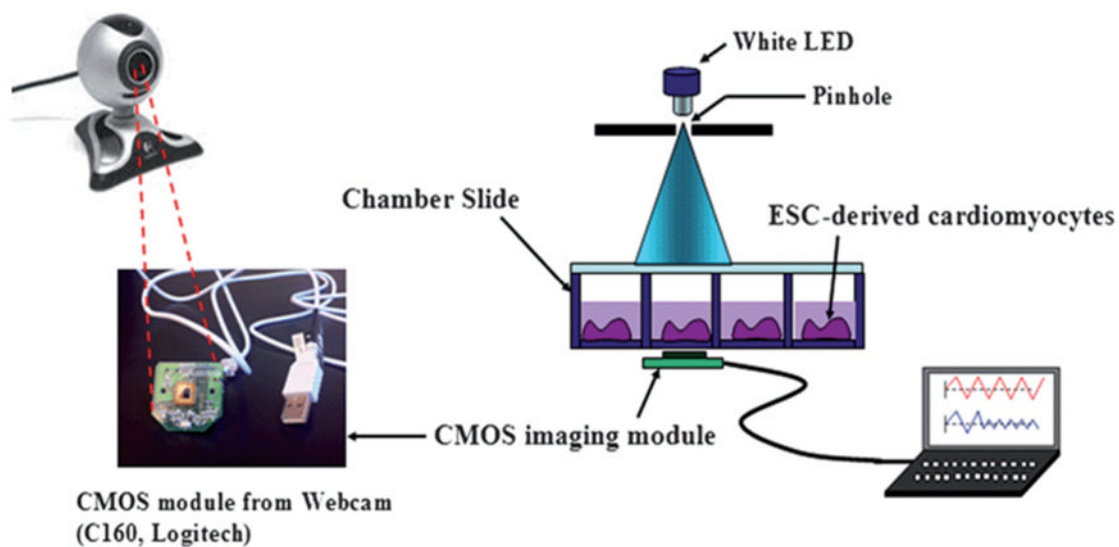 White LED
Pinhole
Chamber Slide
ESC-derived cardiomyocytes
CMOS imaging module
CMOS module from Webcam
(C160, Logitech)